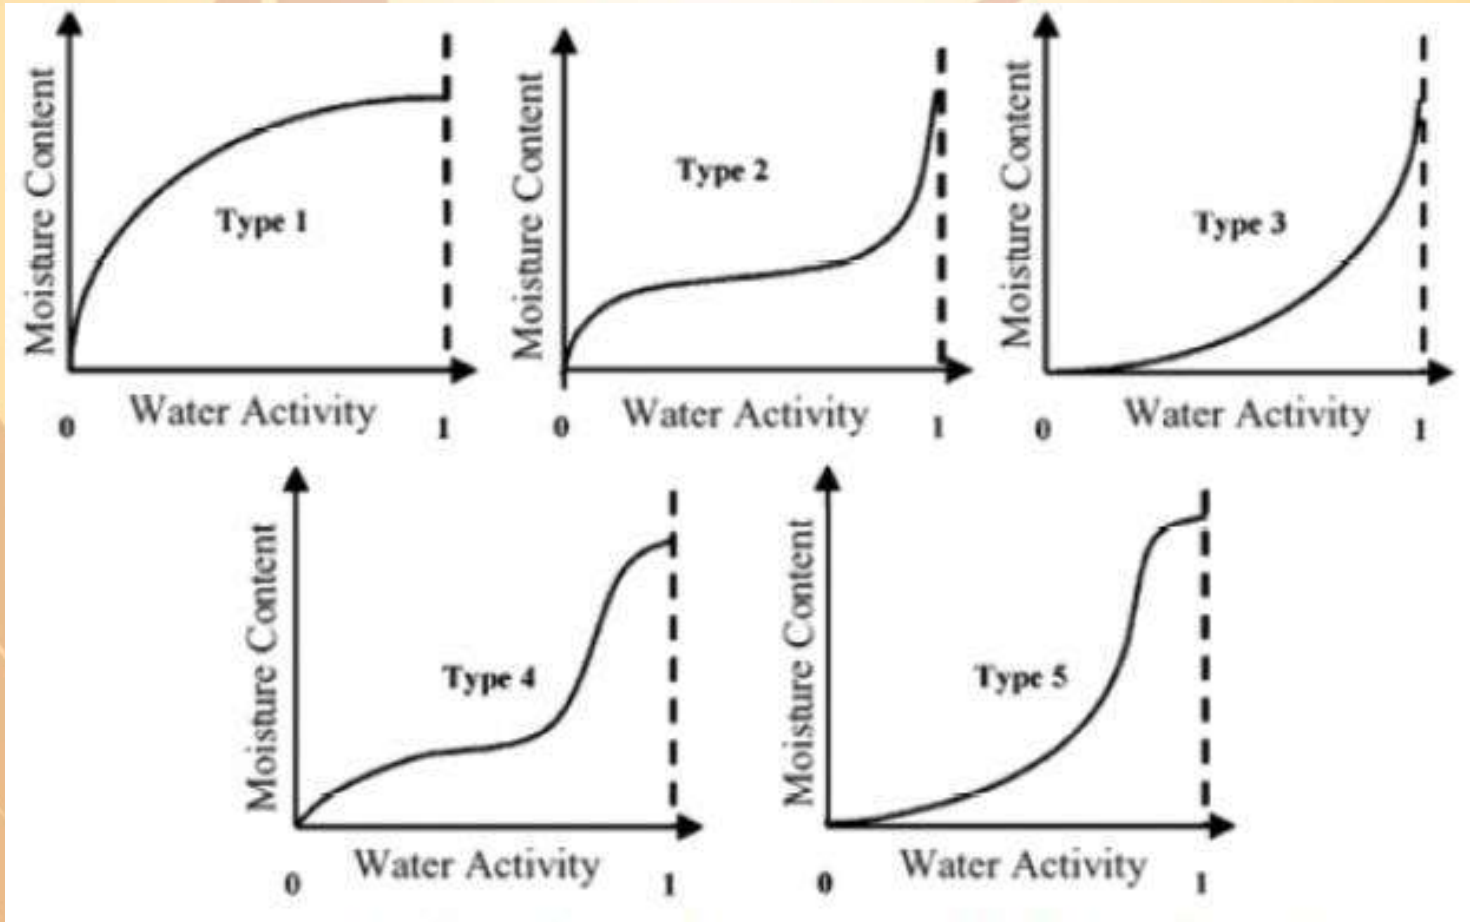 Moisture Content
Type 1
Water Activity
0
1
Moisture Content
Type 2
Water Activity
0
1
Moisture Content
Type 3
Water Activity
0
1
Moisture Content
Type 4
Water Activity
0
1
Moisture Content
Type 5
Water Activity
0
1